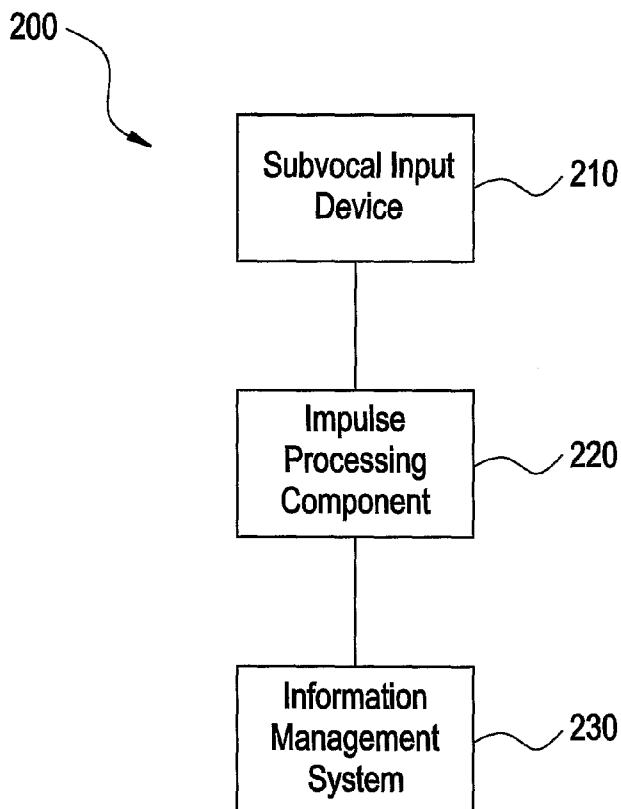 200
Subvocal Input
Device
210
Impulse
Processing
Component
220
Information
Management
System
230